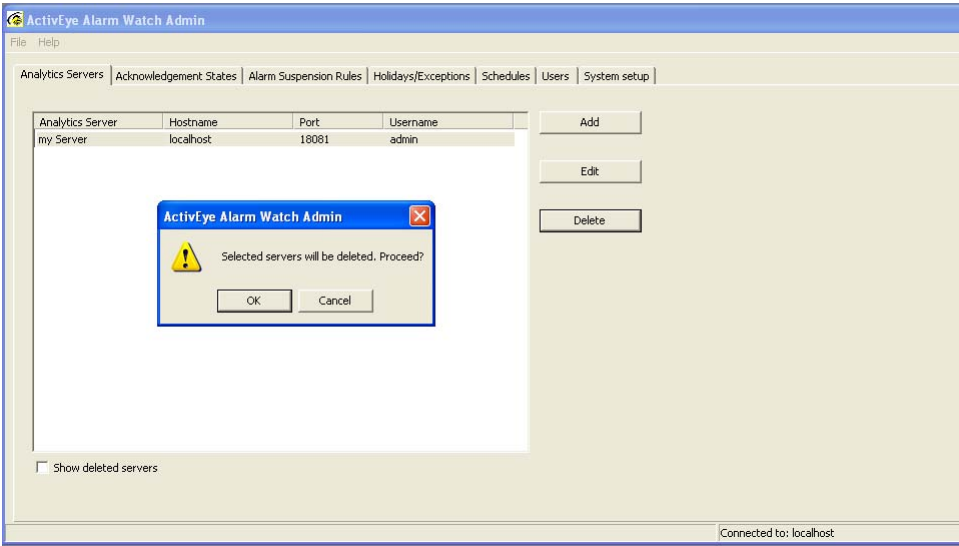 ActivEye Alarm Watch Admin
File Help
Analytics Servers Acknowledgement States Alarm Suspension Rules Holidays/Exceptions Schedules Users System setup
Analytics Server Hostname Port Username
my Server localhost 18081 admin
Add
Edit
Delete
ActivEye Alarm Watch Admin
Selected servers will be deleted. Proceed?
OK Cancel
Show deleted servers
Connected to: localhost